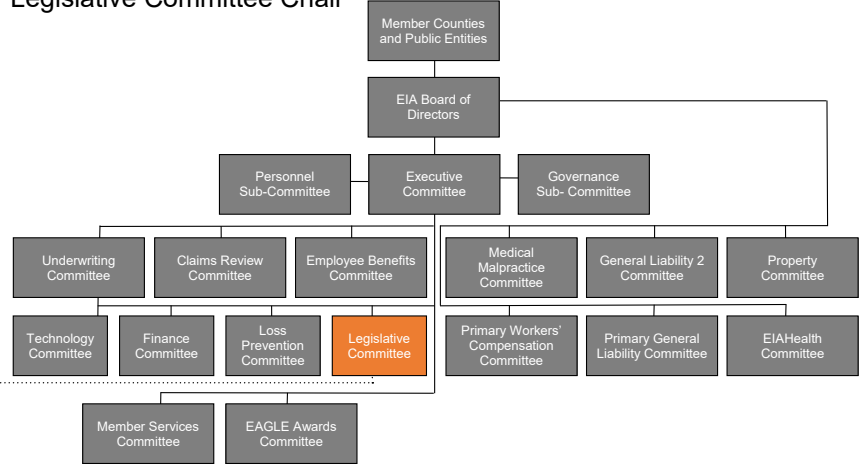 Legislative Committee Chair
Member Counties
and Public Entities
EIA Board of
Directors
Personnel
Sub-Committee
Executive
Committee
Governance
Sub- Committee
Underwriting
Committee
Claims Review
Committee
Employee Benefits
Committee
Medical
Malpractice
Committee
General Liability 2
Committee
Property
Committee
Technology
Committee
Finance
Committee
Loss
Prevention
Committee
Legislative
Committee
Primary Workers'
Compensation
Committee
Primary General
Liability Committee
EIAHealth
Committee
Member Services
Committee
EAGLE Awards
Committee